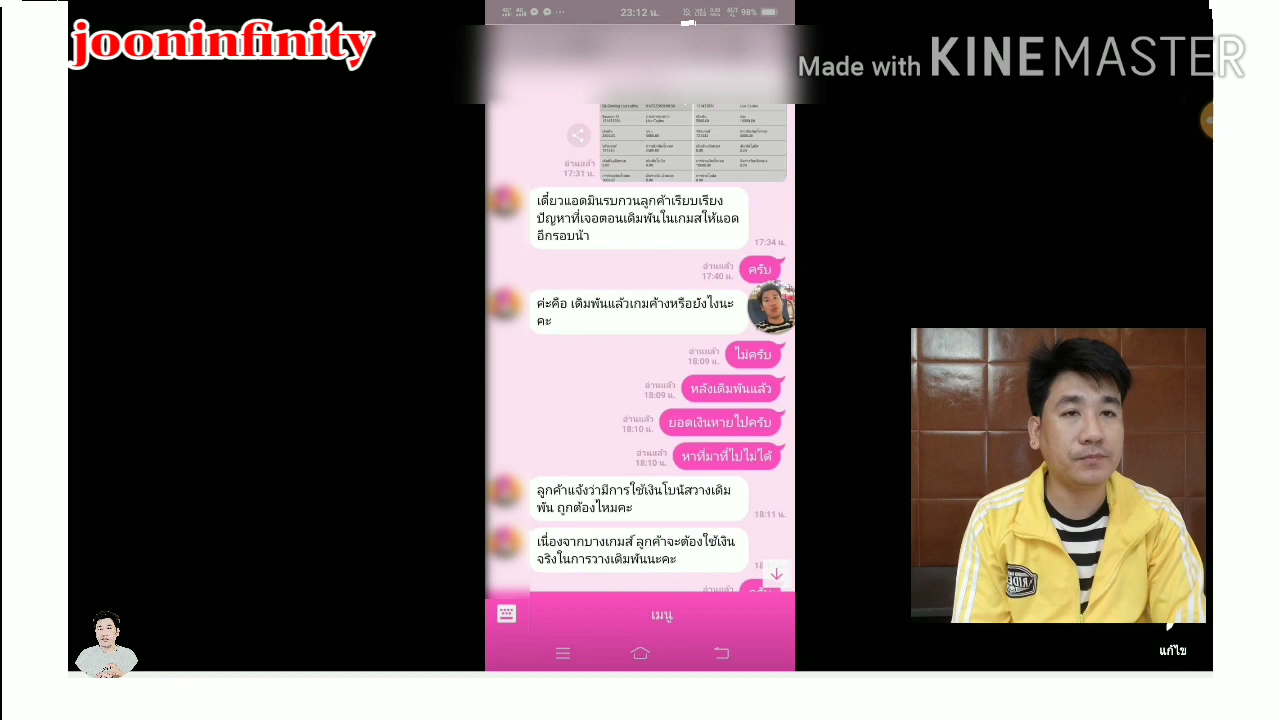 jooninfinity
Made with KINEMASTER
23:12 น.
98%
Live Casino
อ่านแล้ว
17:31 น.
เดี๋ยวแอดมินรบกวนลูกค้าเรียบเรียง
ปัญหาที่เจอตอนเดิมพันในเกมส์ให้แอด
อีกรอบน้า
17:34 น.
อ่านแล้ว
17:40 น.
ครับ
ค่ะคือ เดิมพันแล้วเกมค้างหรือยังไงนะ
คะ
อ่านแล้ว
18:09 น.
ไม่ครับ
อ่านแล้ว
18:09 น.
หลังเดิมพันแล้ว
อ่านแล้ว
18:10 น.
ยอดเงินหายไปครับ
อ่านแล้ว
18:10 น.
หาที่มาที่ไปไม่ได้
ลูกค้าแจ้งว่ามีการใช้เงินโบนัสวางเดิม
พัน ถูกต้องไหมคะ
18:11 น.
เนื่องจากบางเกมส์ ลูกค้าจะต้องใช้เงิน
จริงในการวางเดิมพันนะคะ
เมนู
แก้ไข